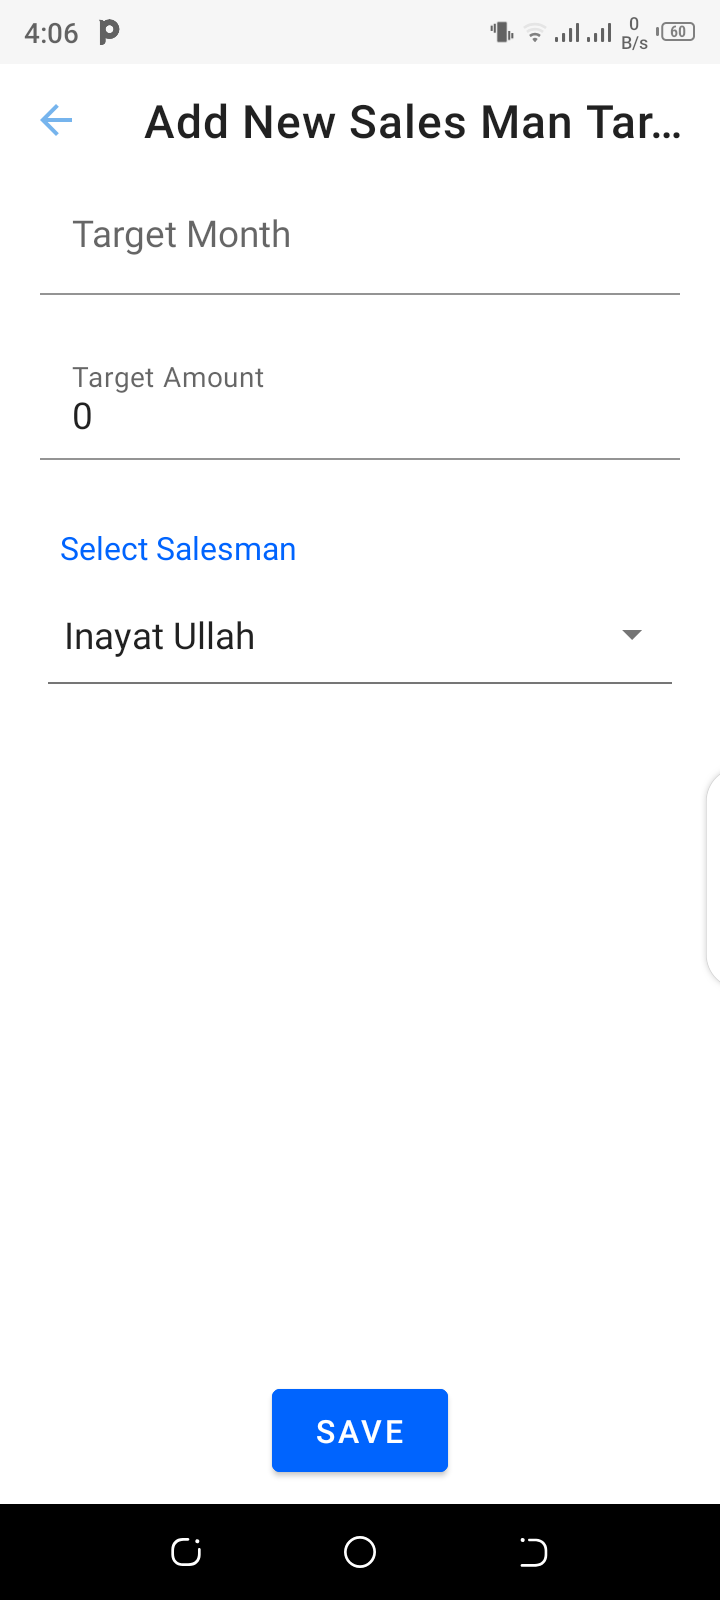 4:06
0
B/s
60
Add New Sales Man Tar...
Target Month
Target Amount
0
Select Salesman
Inayat Ullah
SAVE